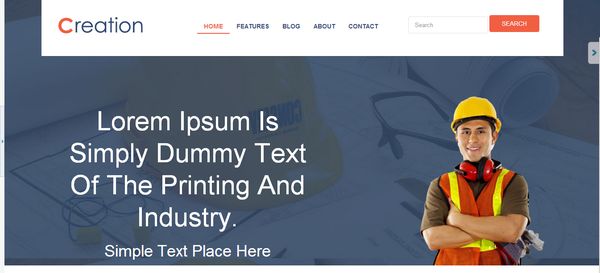 Creation
HOME FEATURES BLOG ABOUT CONTACT
Search
SEARCH
Lorem Ipsum Is
Simply Dummy Text
Of The Printing And
Industry.
Simple Text Place Here